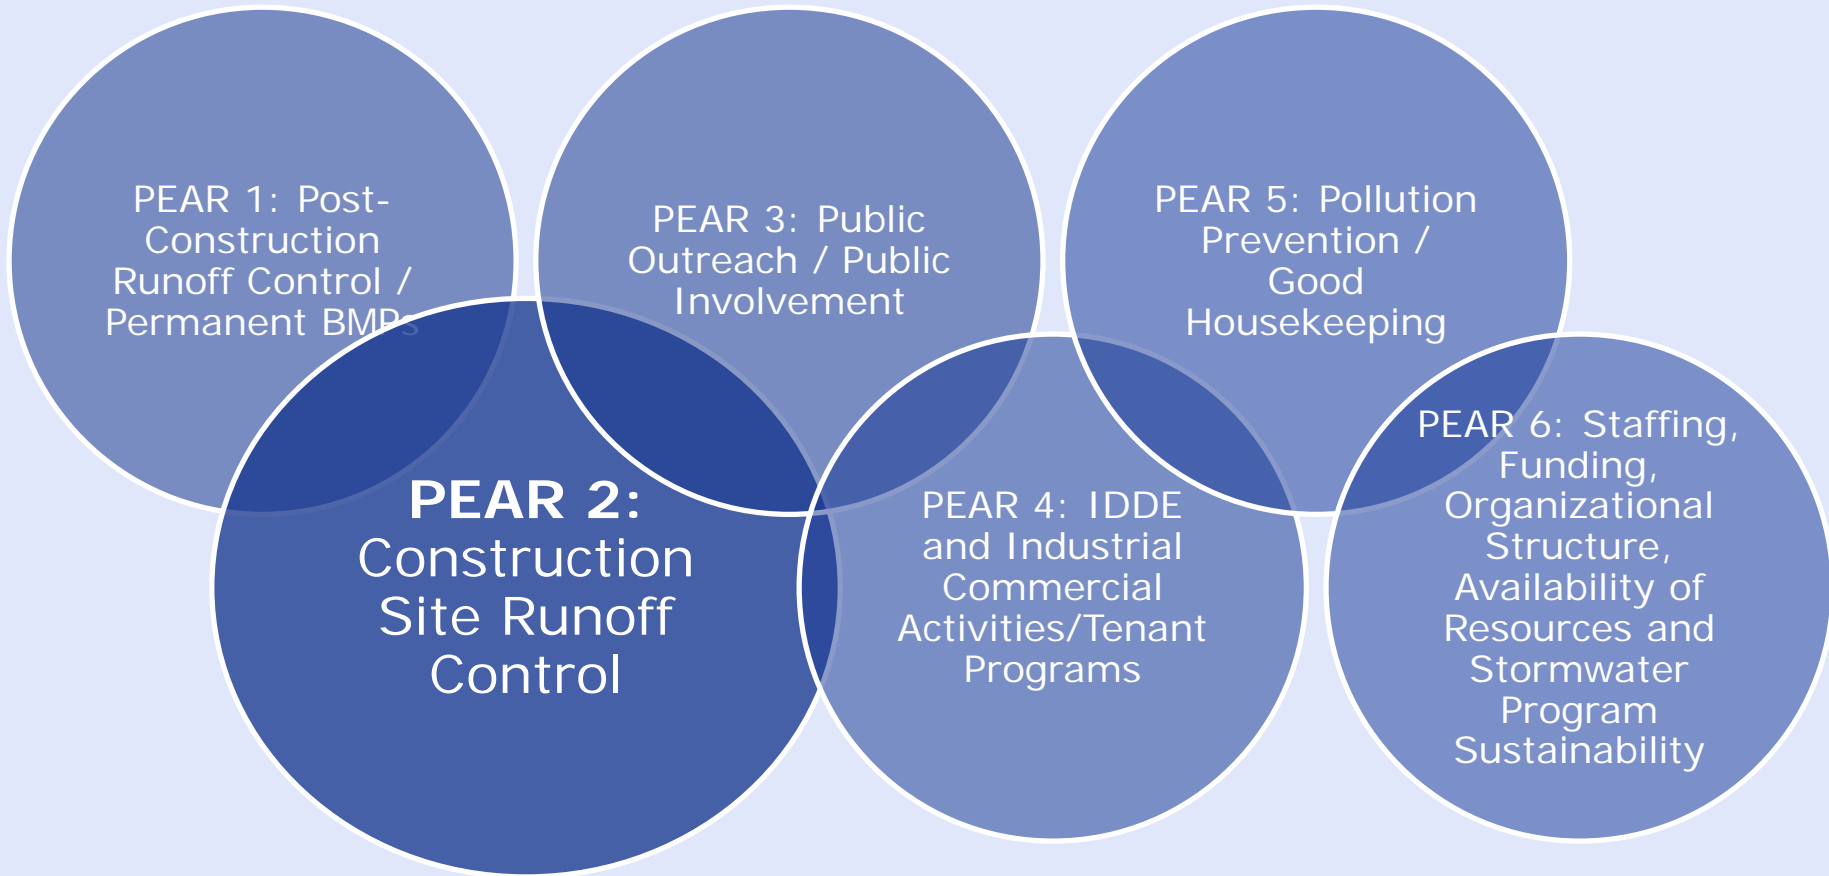 PEAR 1: Post-
Construction
Runoff Control /
Permanent BMPs
PEAR 2:
Construction
Site Runoff
Control
PEAR 3: Public
Outreach / Public
Involvement
PEAR 4: IDDE
and Industrial
Commercial
Activities/Tenant
Programs
PEAR 5: Pollution
Prevention /
Good
Housekeeping
PEAR 6: Staffing,
Funding,
Organizational
Structure,
Availability of
Resources and
Stormwater
Program
Sustainability